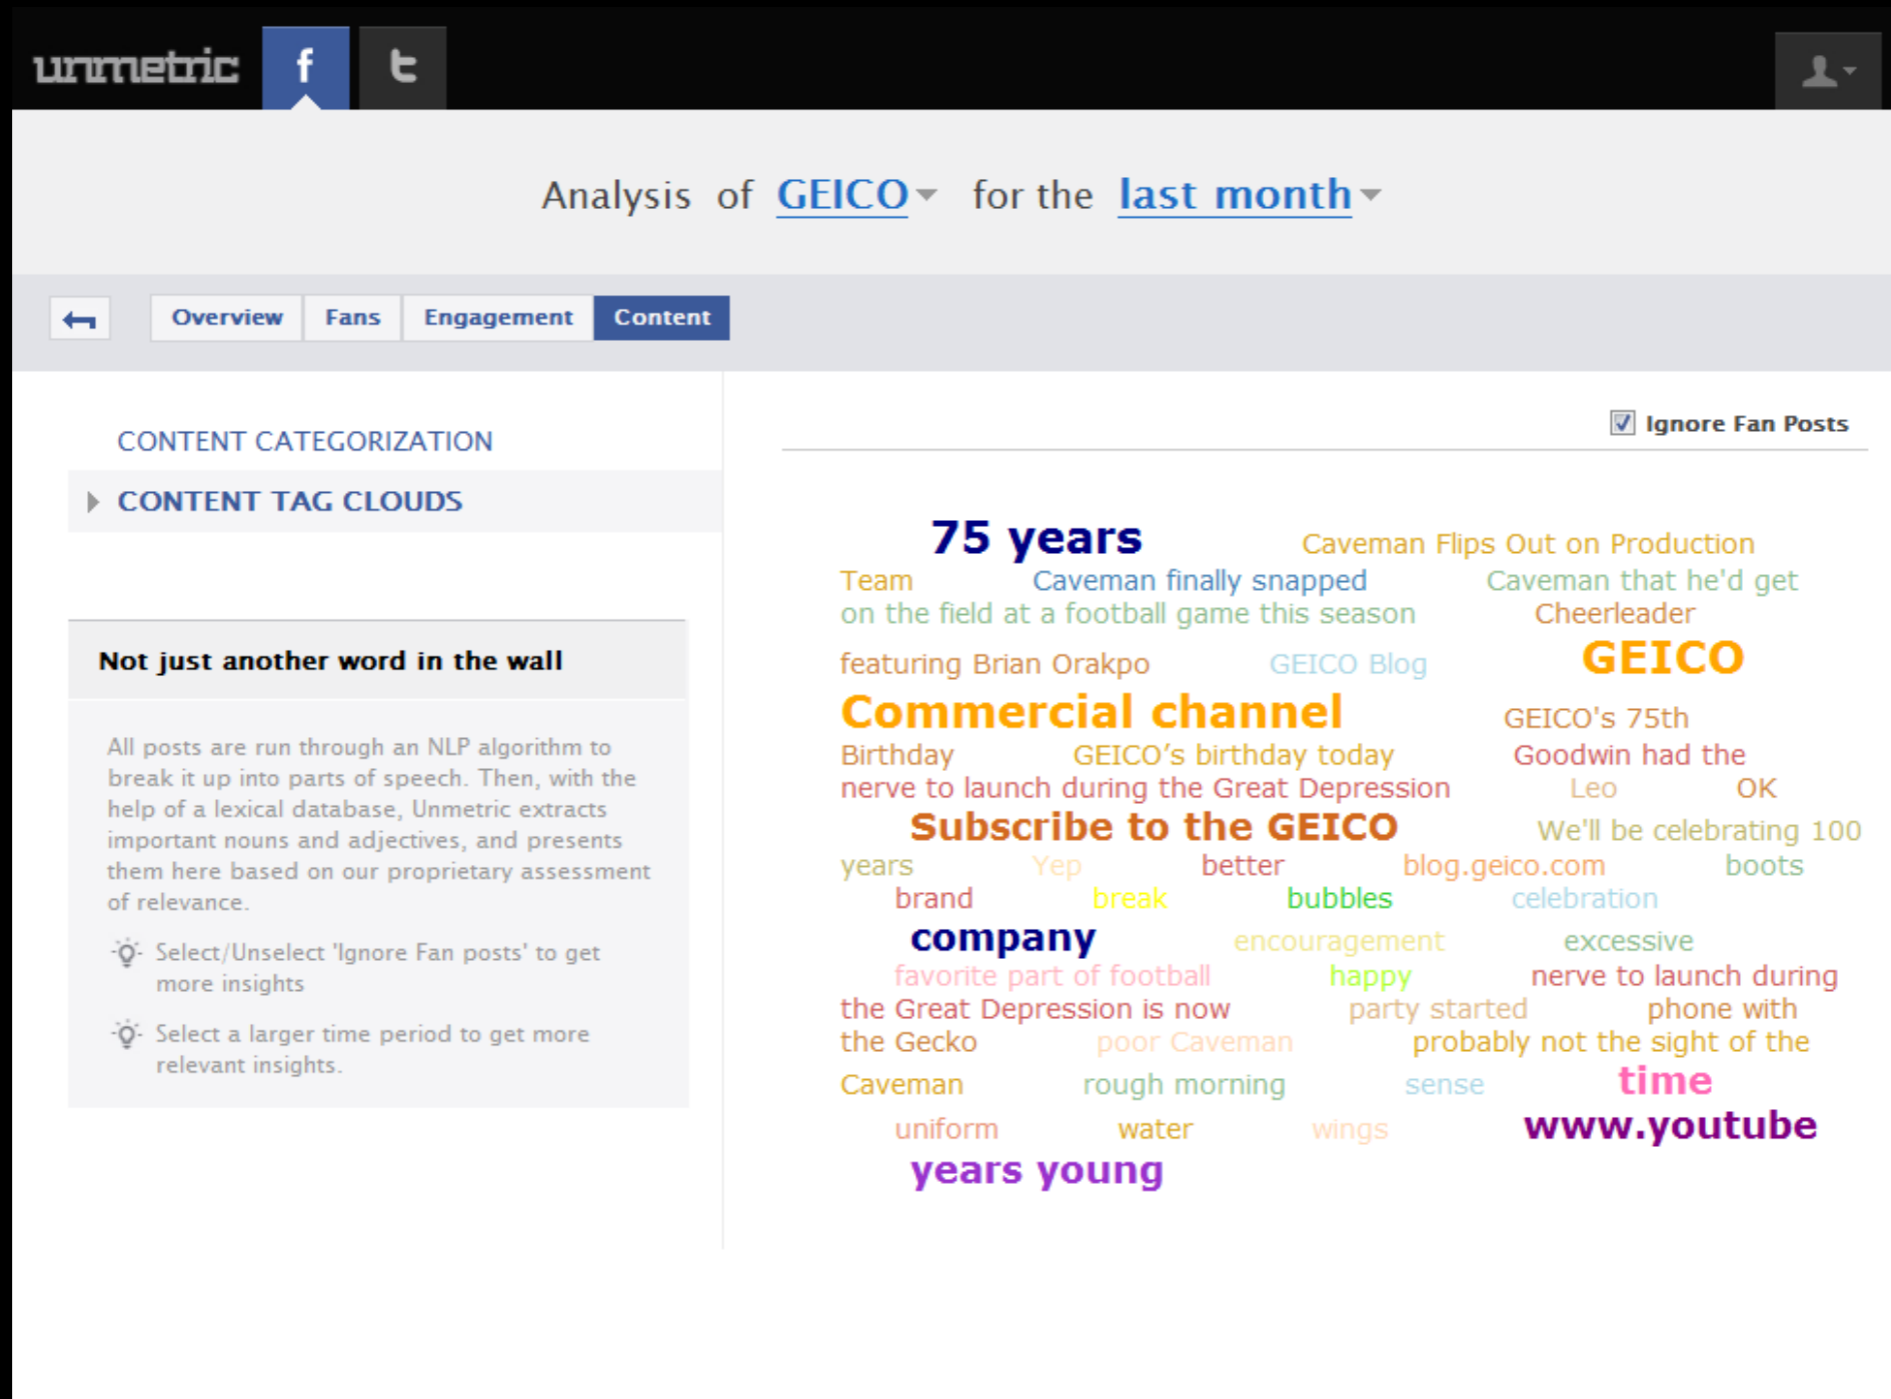 unmetric f t
Analysis of GEICO for the last month
Overview Fans Engagement Content
CONTENT CATEGORIZATION
CONTENT TAG CLOUDS
Not just another word in the wall
All posts are run through an NLP algorithm to
break it up into parts of speech. Then, with the
help of a lexical database, Unmetric extracts
important nouns and adjectives, and presents
them here based on our proprietary assessment
of relevance.
Select/Unselect 'Ignore Fan posts' to get
more insights
Select a larger time period to get more
relevant insights.
Ignore Fan Posts
75 years Caveman Flips Out on Production
Team Caveman finally snapped Caveman that he'd get
on the field at a football game this season Cheerleader
featuring Brian Orakpo GEICO Blog GEICO
Commercial channel GEICO's 75th
Birthday GEICO’s birthday today Goodwin had the
nerve to launch during the Great Depression Leo OK
Subscribe to the GEICO We'll be celebrating 100
years Yep better blog.geico.com boots
brand break bubbles celebration
company encouragement excessive
favorite part of football happy nerve to launch during
the Great Depression is now party started phone with
the Gecko poor Caveman probably not the sight of the
Caveman rough morning sense time
uniform water wings www.youtube
years young